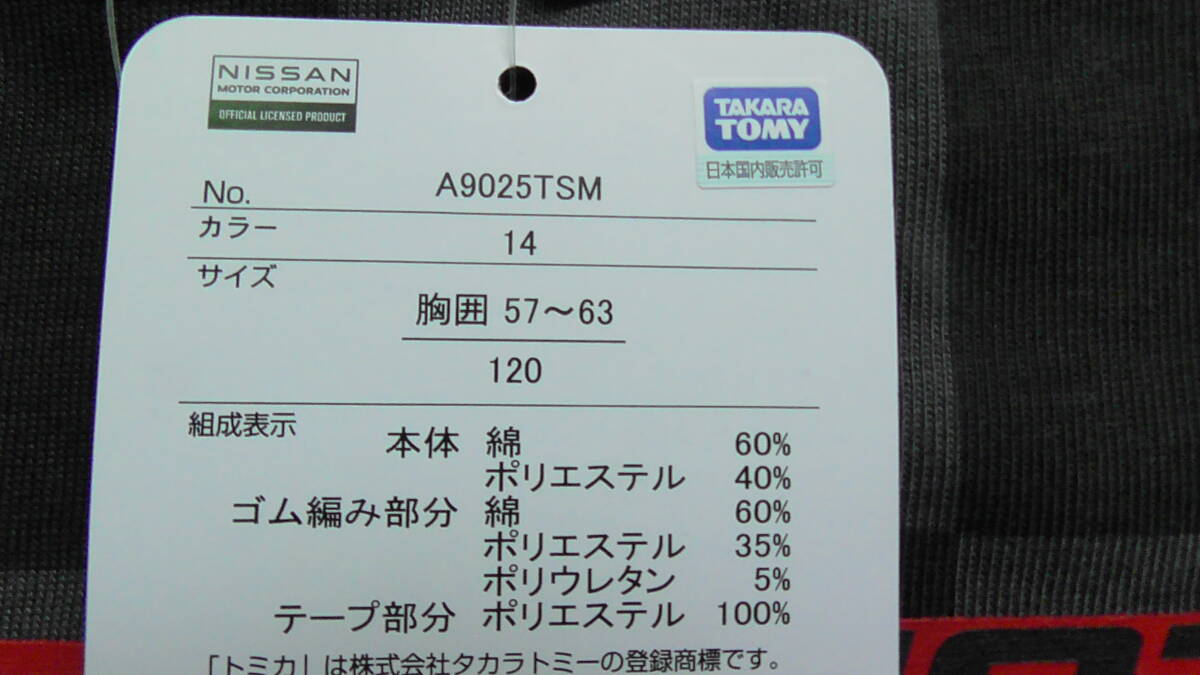 NISSAN
MOTOR CORPORATION
OFFICIAL LICENSED PRODUCT
TAKARA
TOMY
日本国内販売許可
No. A9025TSM
カラー 14
サイズ
胸囲 57～63
120
組成表示
本体 綿 60%
ポリエステル 40%
ゴム編み部分 綿 60%
ポリエステル 35%
ポリウレタン 5%
テープ部分 ポリエステル 100%
「トミカ」は株式会社タカラトミーの登録商標です。